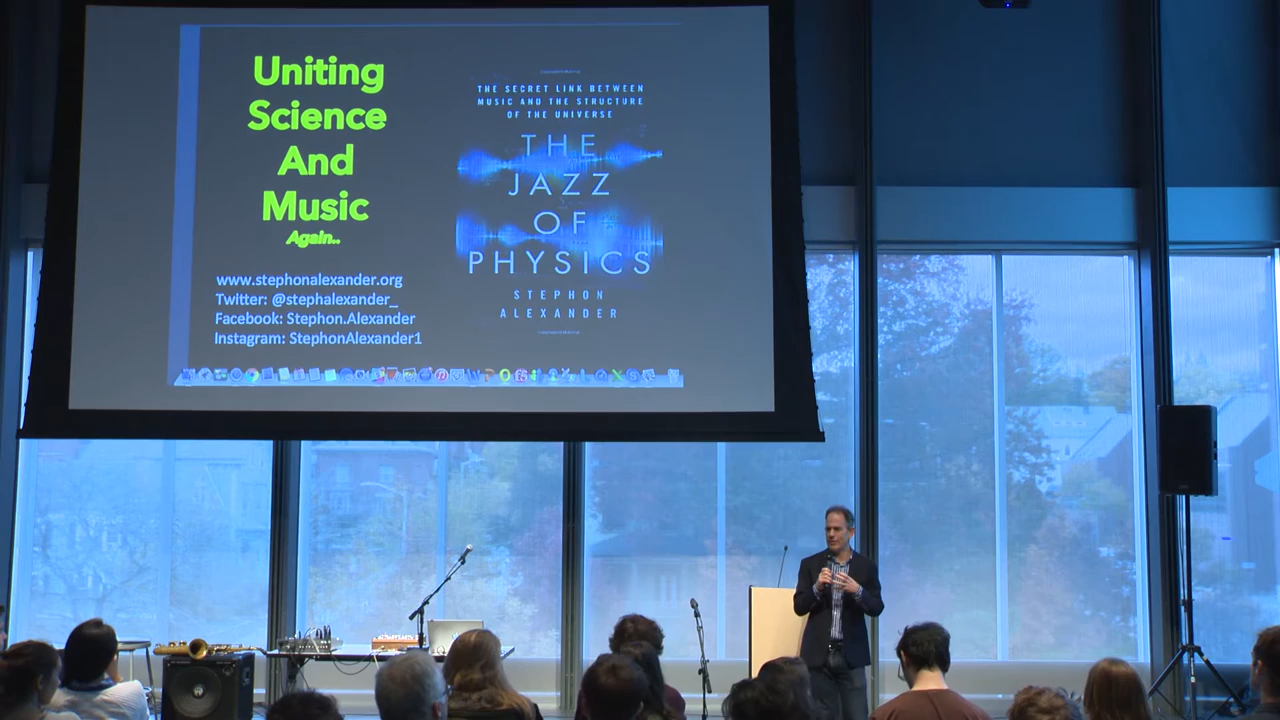 Uniting
Science
And
Music
Again..
www.stephonalexander.org
Twitter: @stephalexander_
Facebook: Stephon.Alexander
Instagram: StephonAlexander1
THE SECRET LINK BETWEEN
MUSIC AND THE STRUCTURE
OF THE UNIVERSE
THE
JAZZ
OF
PHYSICS
STEPHON
ALEXANDER